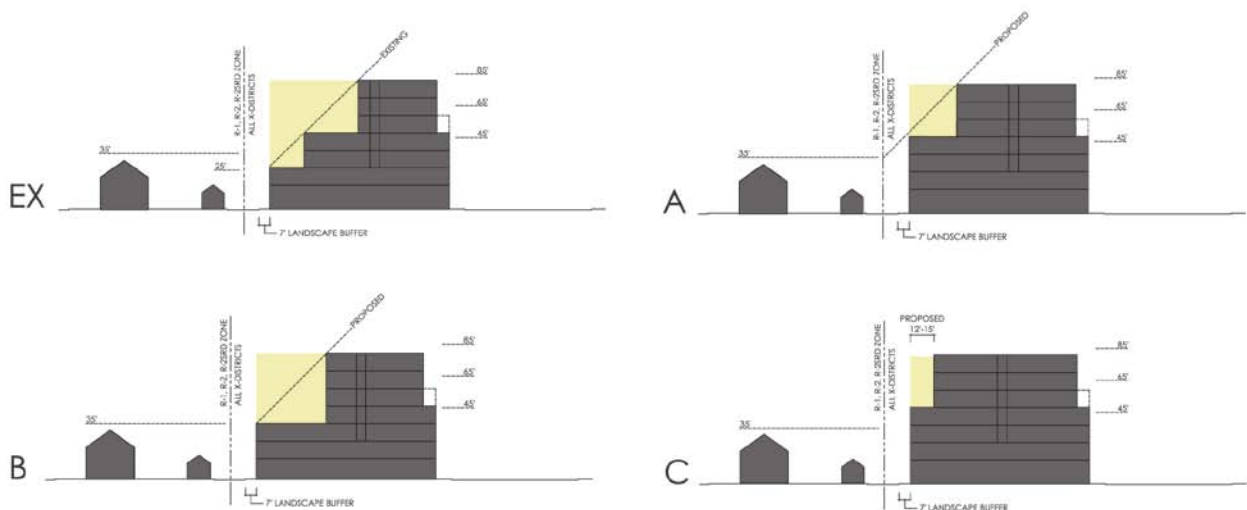 EX
EXISTING
R-1, R-2, R-2SRD ZONE
ALL X-DISTRICTS
85'
65'
45'
35'
25'
7' LANDSCAPE BUFFER
A
PROPOSED
R-1, R-2, R-2SRD ZONE
ALL X-DISTRICTS
85'
65'
45'
35'
7' LANDSCAPE BUFFER
B
PROPOSED
R-1, R-2, R-2SRD ZONE
ALL X-DISTRICTS
85'
65'
45'
35'
7' LANDSCAPE BUFFER
C
PROPOSED
12'-15'
R-1, R-2, R-2SRD ZONE
ALL X-DISTRICTS
85'
65'
45'
35'
7' LANDSCAPE BUFFER